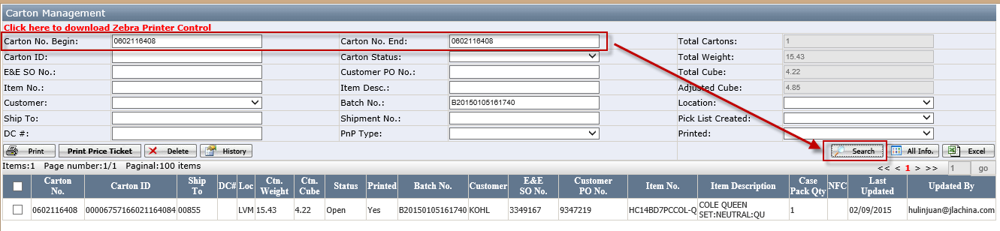 Carton Management
Click here to download Zebra Printer Control
Carton No. Begin: 0602116408 Carton No. End: 0602116408 Total Cartons: 1
Carton ID: Carton Status: Total Weight: 15.43
E&E SO No.: Customer PO No.: Total Cube: 4.22
Item No.: Item Desc.: Adjusted Cube: 4.85
Customer: Batch No.: B20150105161740 Location:
Ship To: Shipment No.: Pick List Created:
DC #: PnP Type: Printed:
Print Print Price Ticket Delete History Search All Info. Excel
Items:1 Page number:1/1 Paginal:100 items << < 1 > >> 1 go
Carton No. Carton ID Ship To DC# Loc Ctn. Weight Ctn. Cube Status Printed Batch No. Customer E&E SO No. Customer PO No. Item No. Item Description Case Pack Qty NFC Last Updated Updated By
0602116408 00006757166021164084 00855 LVM 15.43 4.22 Open Yes B20150105161740 KOHL 3349167 9347219 HC14BD7PCCOL-Q COLE QUEEN SET:NEUTRAL:QU 1 02/09/2015 hulinjuan@jlachina.com